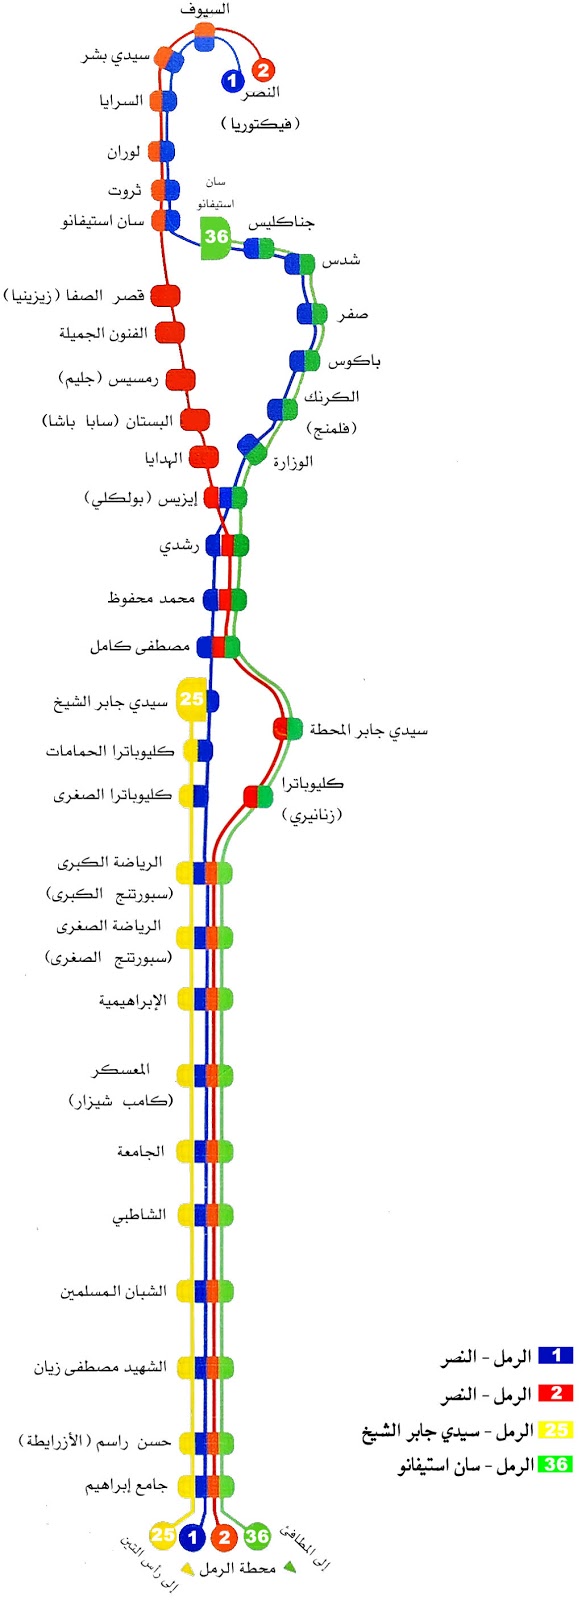 السيوف
سيدي بشر
2
1
النصر
السرايا
(فيكتوريا)
لوران
ثروت
سان
استيفانو
سان استيفانو
36
جناكليس
شدس
قصر الصفا (زيزينيا)
صفر
الفنون الجميلة
باكوس
رمسيس (جليم)
الكرنك
(فلمنج)
البستان (سابا باشا)
الهدايا
الوزارة
إيزيس (بولكلي)
رشدي
محمد محفوظ
مصطفى كامل
25
سيدي جابر الشيخ
سيدي جابر المحطة
كليوباترا الحمامات
كليوباترا الصغرى
كليوباترا
(زنانيري)
الرياضة الكبرى
(سبورتنج الكبرى)
الرياضة الصغرى
(سبورتنج الصغرى)
الإبراهيمية
المعسكر
(كامب شيزار)
الجامعة
الشاطبي
الشبان المسلمين
الشهيد مصطفى زيان
حسن راسم (الأزرايطة)
جامع إبراهيم
1 الرمل - النصر
2 الرمل - النصر
25 الرمل - سيدي جابر الشيخ
36 الرمل - سان استيفانو
25 1 2 36
إلى المطافئ
محطة الرمل
إلى رأس التين